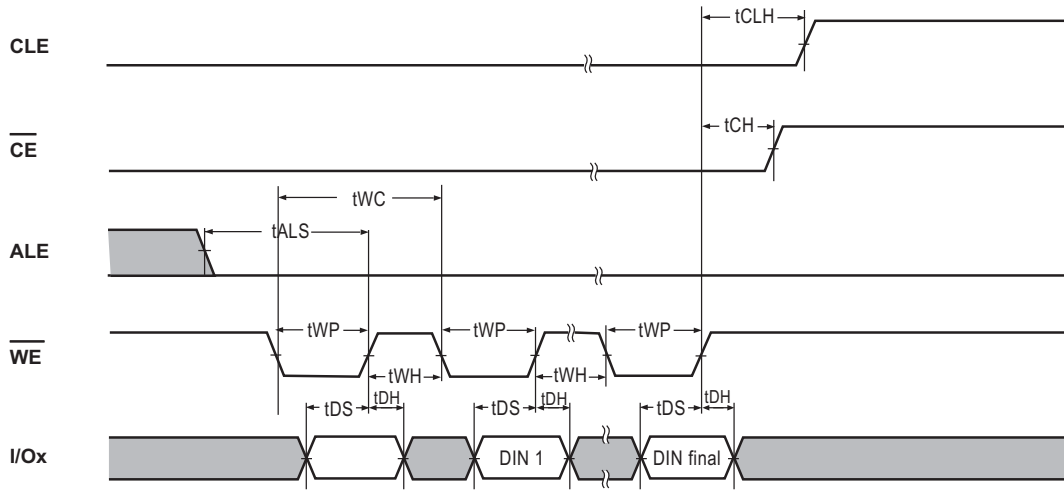 tCLH
CLE
tCH
CE
tWC
tALS
ALE
tWP tWP tWP
WE
tWH tWH
tDS tDH tDS tDH tDS tDH
I/Ox DIN 1 DIN final